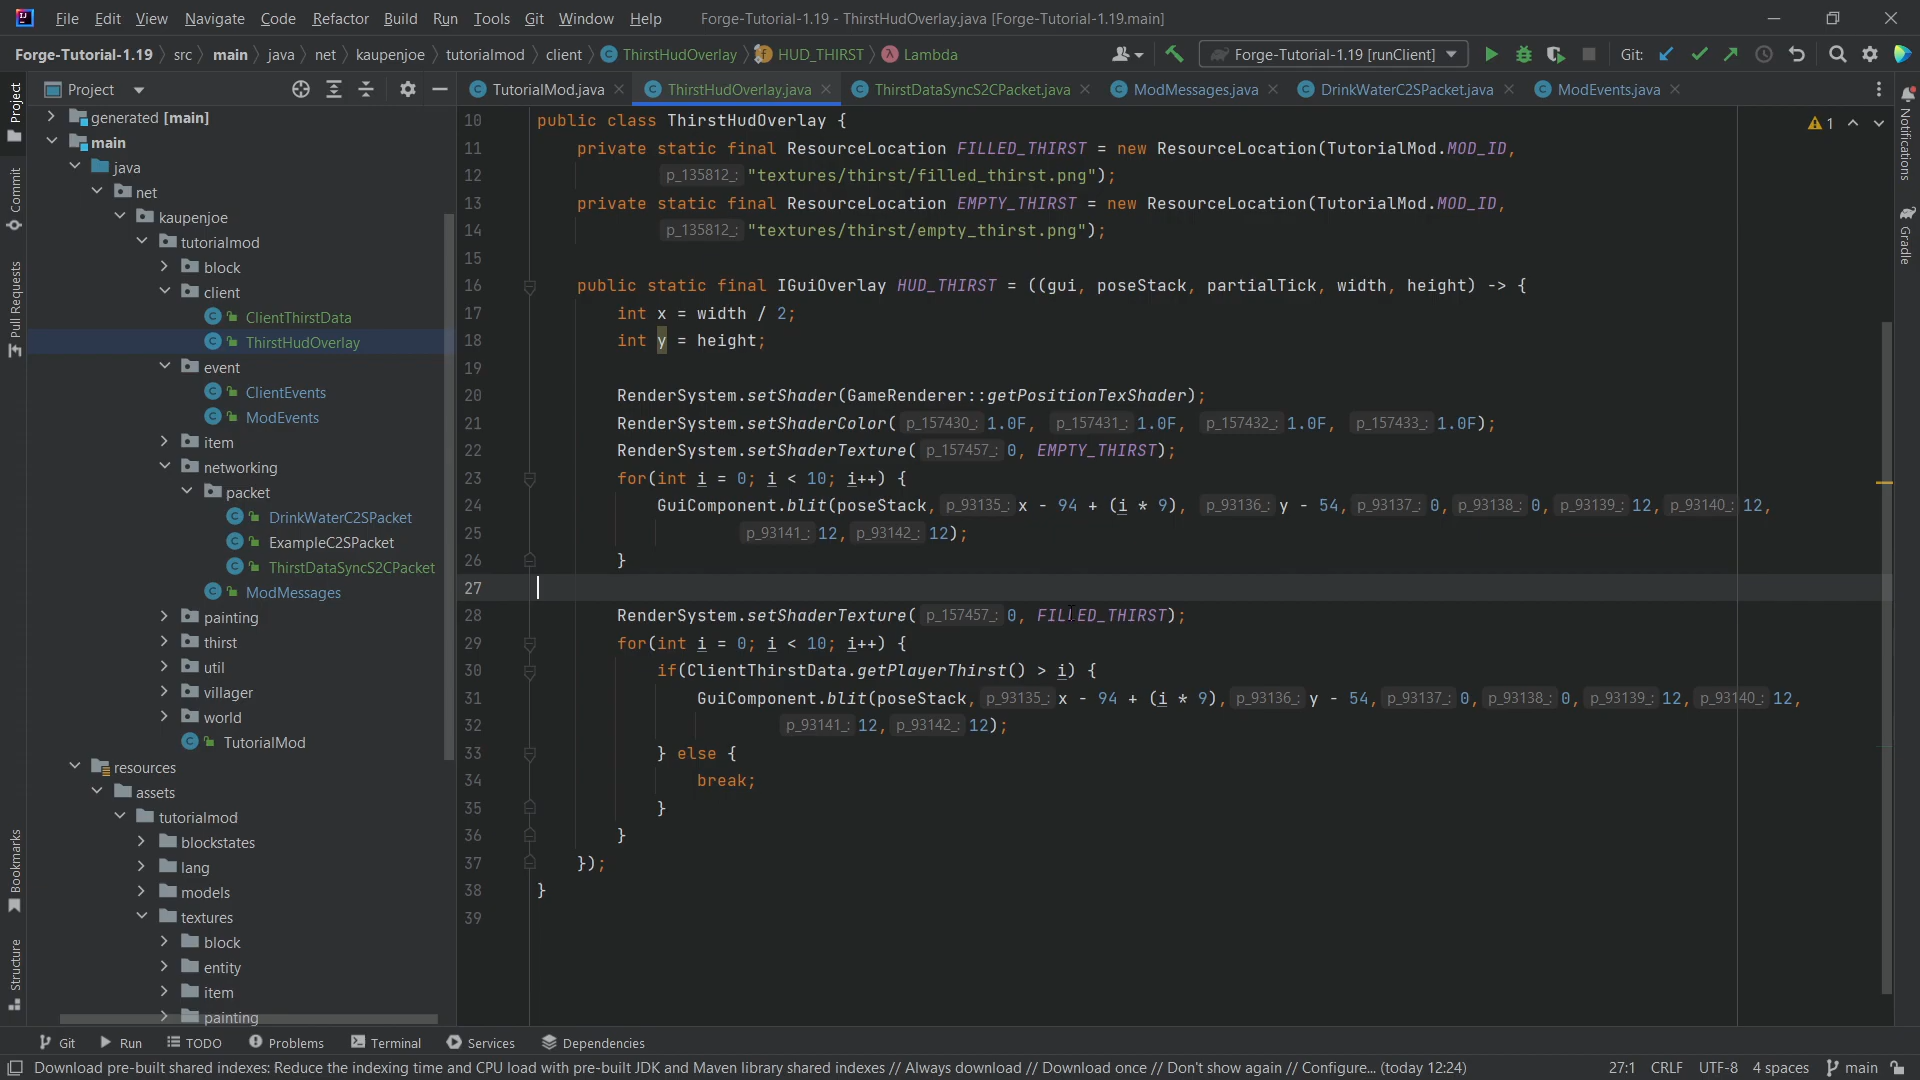 File Edit View Navigate Code Refactor Build Run Tools Git Window Help Forge-Tutorial-1.19 - ThirstHudOverlay.java [Forge-Tutorial-1.19.main]
Forge-Tutorial-1.19 src main java net kaupenjoe tutorialmod client ThirstHudOverlay HUD_THIRST Lambda Forge-Tutorial-1.19 [runClient] Git:
Project
TutorialMod.java ThirstHudOverlay.java ThirstDataSyncS2CPacket.java ModMessages.java DrinkWaterC2SPacket.java ModEvents.java
Project
Commit
Pull Requests
Bookmarks
Structure
generated [main]
main
java
net
kaupenjoe
tutorialmod
block
client
ClientThirstData
ThirstHudOverlay
event
ClientEvents
ModEvents
item
networking
packet
DrinkWaterC2SPacket
ExampleC2SPacket
ThirstDataSyncS2CPacket
ModMessages
painting
thirst
util
villager
world
TutorialMod
resources
assets
tutorialmod
blockstates
lang
models
textures
block
entity
item
painting
10 public class ThirstHudOverlay {
11 private static final ResourceLocation FILLED_THIRST = new ResourceLocation(TutorialMod.MOD_ID,
12 p_135812_: "textures/thirst/filled_thirst.png");
13 private static final ResourceLocation EMPTY_THIRST = new ResourceLocation(TutorialMod.MOD_ID,
14 p_135812_: "textures/thirst/empty_thirst.png");
15
16 public static final IGuiOverlay HUD_THIRST = ((gui, poseStack, partialTick, width, height) -> {
17 int x = width / 2;
18 int y = height;
19
20 RenderSystem.setShader(GameRenderer::getPositionTexShader);
21 RenderSystem.setShaderColor( p_157430_: 1.0F, p_157431_: 1.0F, p_157432_: 1.0F, p_157433_: 1.0F);
22 RenderSystem.setShaderTexture( p_157457_: 0, EMPTY_THIRST);
23 for(int i = 0; i < 10; i++) {
24 GuiComponent.blit(poseStack, p_93135_: x - 94 + (i * 9), p_93136_: y - 54, p_93137_: 0, p_93138_: 0, p_93139_: 12, p_93140_: 12,
25 p_93141_: 12, p_93142_: 12);
26 }
27
28 RenderSystem.setShaderTexture( p_157457_: 0, FILLED_THIRST);
29 for(int i = 0; i < 10; i++) {
30 if(ClientThirstData.getPlayerThirst() > i) {
31 GuiComponent.blit(poseStack, p_93135_: x - 94 + (i * 9), p_93136_: y - 54, p_93137_: 0, p_93138_: 0, p_93139_: 12, p_93140_: 12,
32 p_93141_: 12, p_93142_: 12);
33 } else {
34 break;
35 }
36 }
37 });
38 }
39
1
Notifications
Gradle
Git Run TODO Problems Terminal Services Dependencies
Download pre-built shared indexes: Reduce the indexing time and CPU load with pre-built JDK and Maven library shared indexes // Always download // Download once // Don't show again // Configure... (today 12:24) 27:1 CRLF UTF-8 4 spaces main